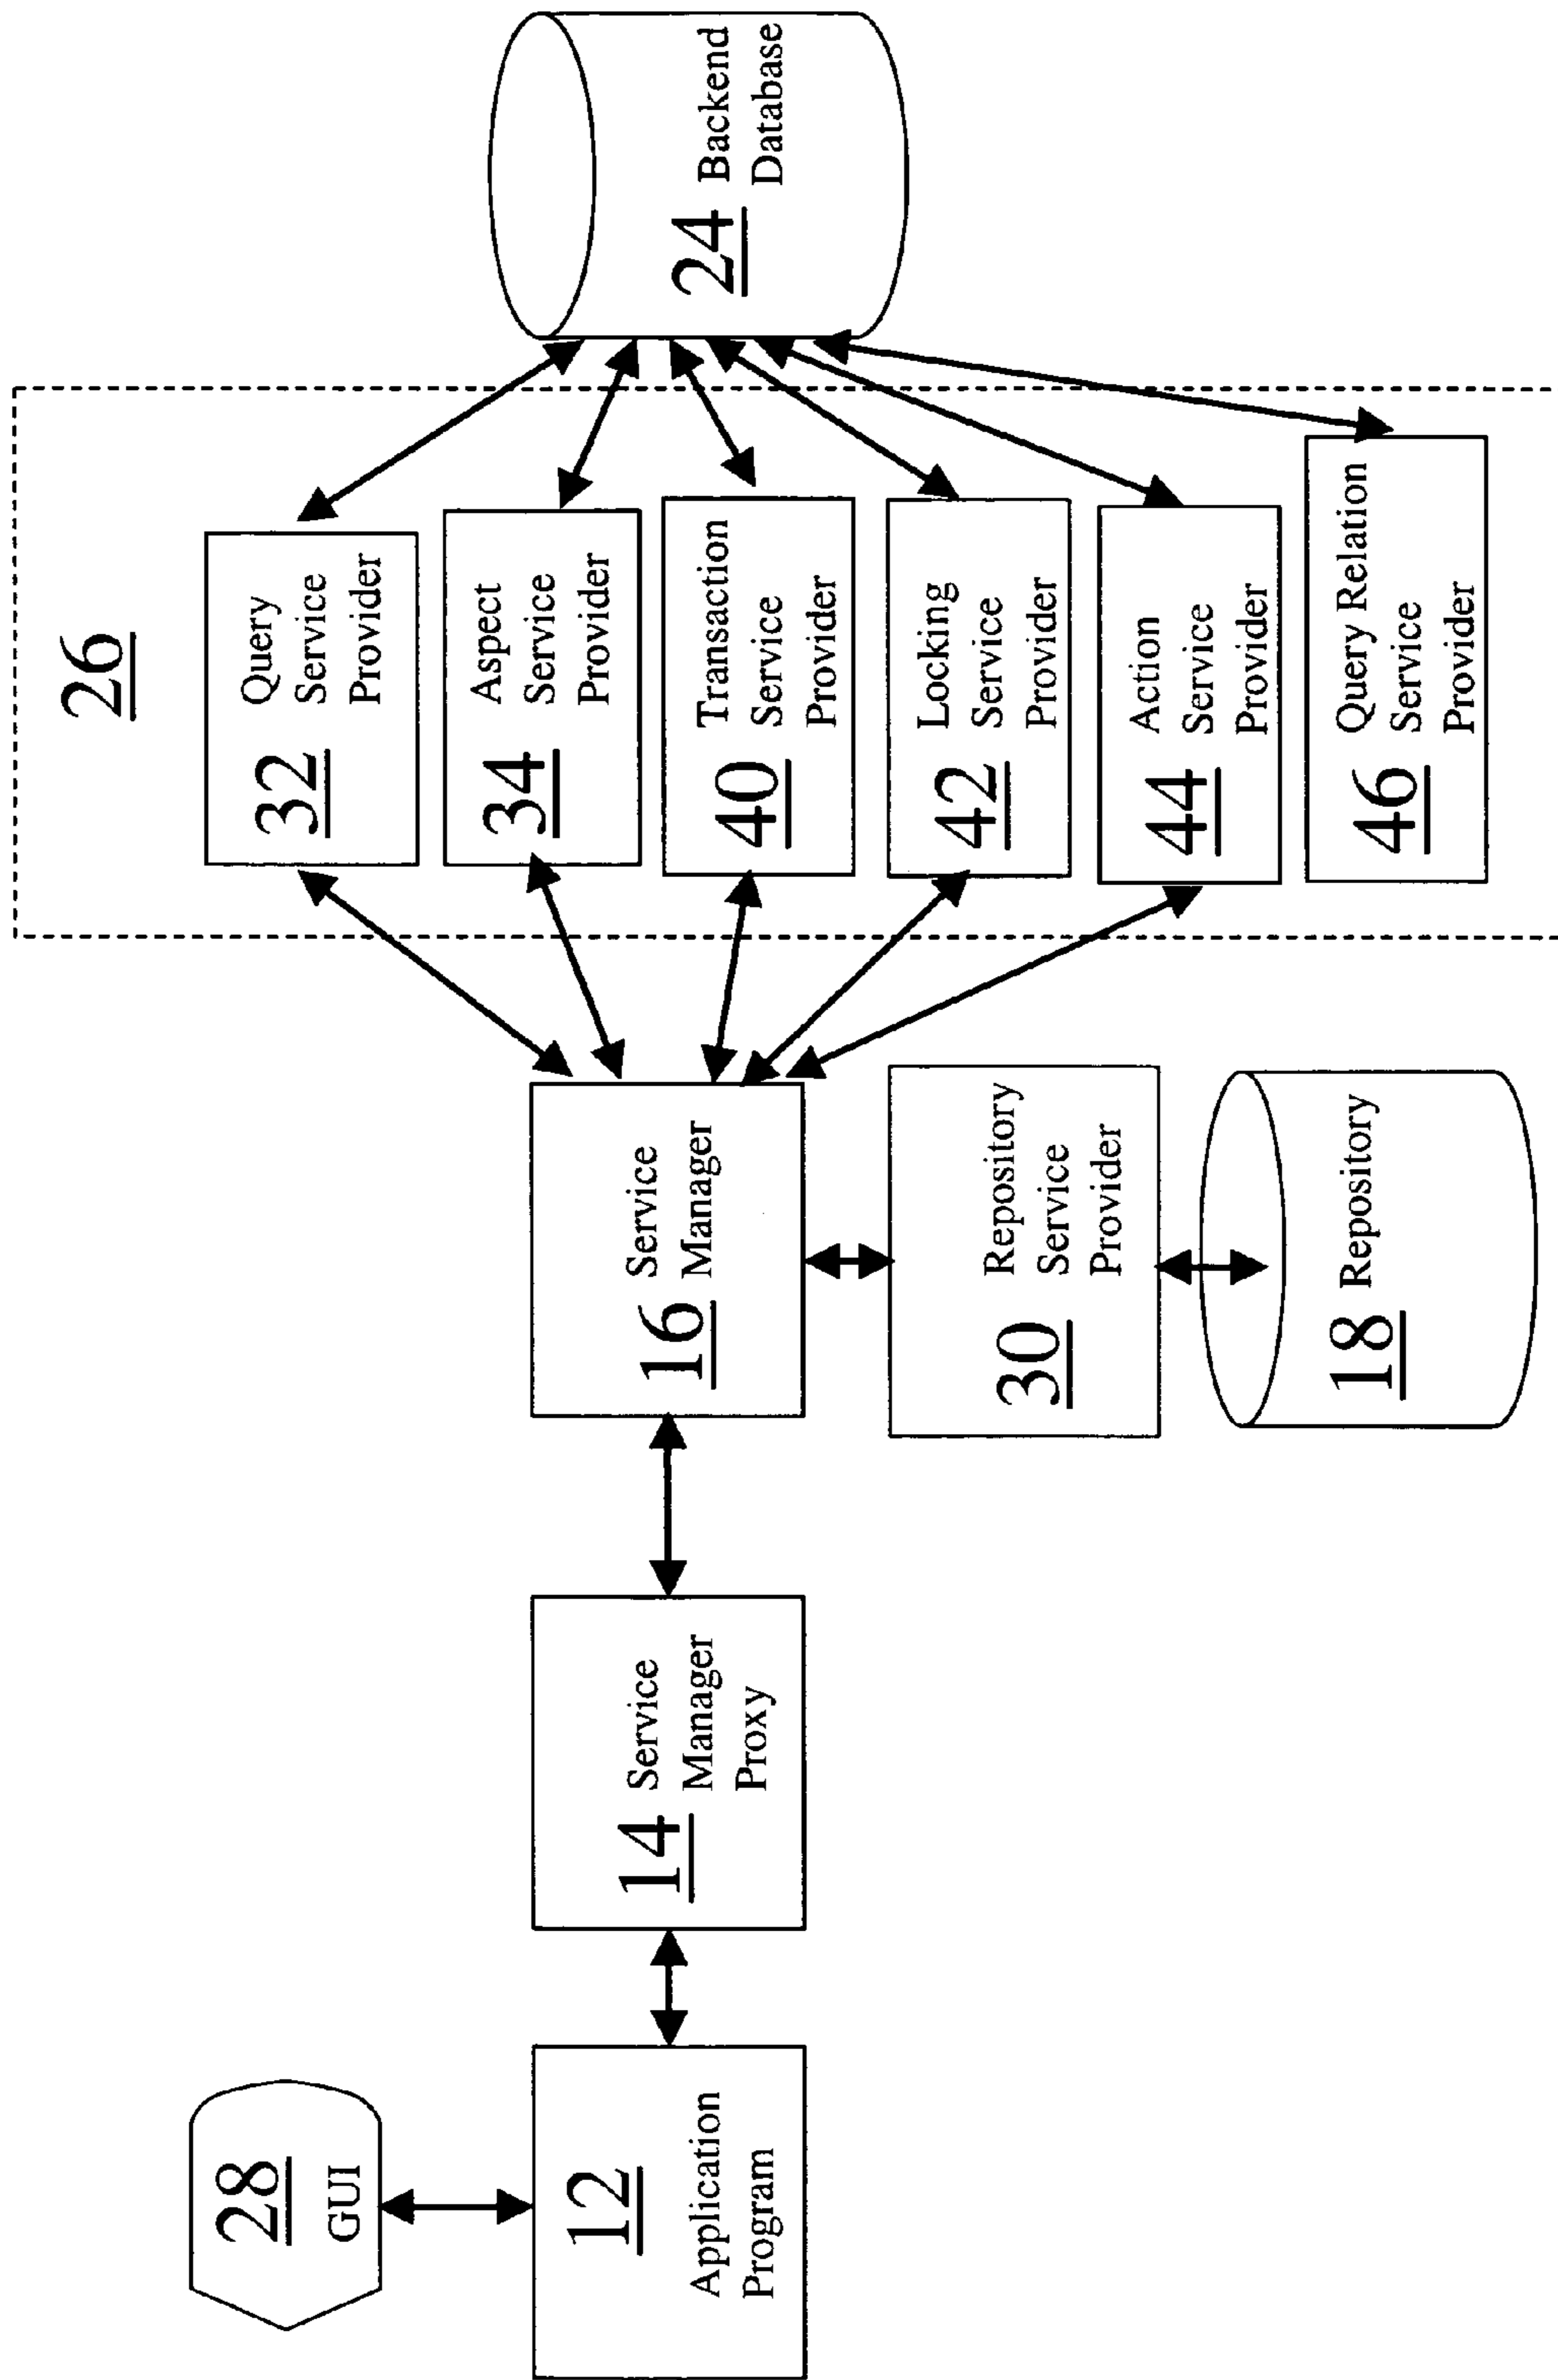 28
GUI
12
Application
Program
14 Service
Manager
Proxy
16 Service
Manager
30 Repository
Service
Provider
18 Repository
26
32 Query
Service
Provider
34 Aspect
Service
Provider
40 Transaction
Service
Provider
42 Locking
Service
Provider
44 Action
Service
Provider
46 Query Relation
Service
Provider
24 Backend
Database